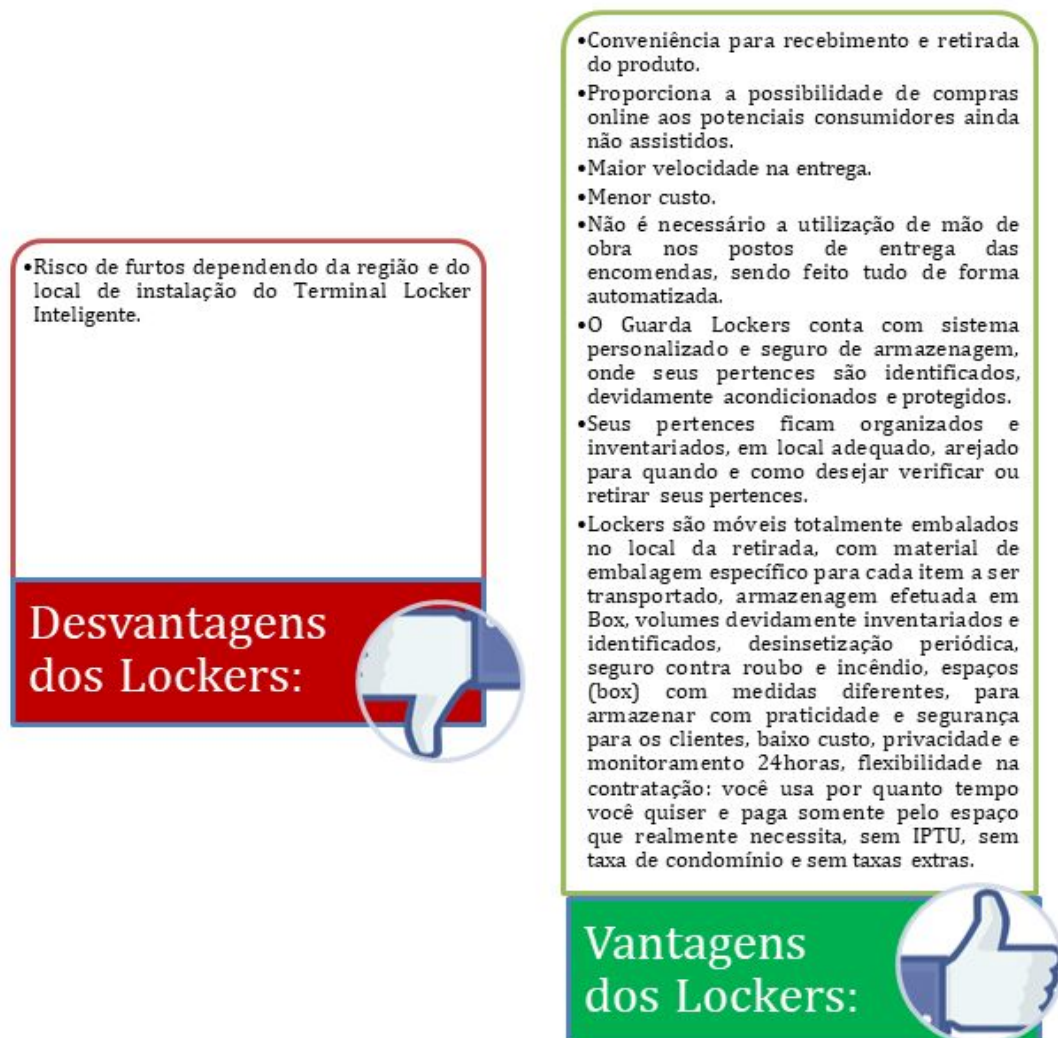 •Risco de furtos dependendo da região e do
local de instalação do Terminal Locker
Inteligente.
Desvantagens
dos Lockers:
•Conveniência para recebimento e retirada
do produto.
•Proporciona a possibilidade de compras
online aos potenciais consumidores ainda
não assistidos.
•Maior velocidade na entrega.
•Menor custo.
•Não é necessário a utilização de mão de
obra nos postos de entrega das
encomendas, sendo feito tudo de forma
automatizada.
•O Guarda Lockers conta com sistema
personalizado e seguro de armazenagem,
onde seus pertences são identificados,
devidamente acondicionados e protegidos.
•Seus pertences ficam organizados e
inventariados, em local adequado, arejado
para quando e como desejar verificar ou
retirar seus pertences.
•Lockers são móveis totalmente embalados
no local da retirada, com material de
embalagem específico para cada item a ser
transportado, armazenagem efetuada em
Box, volumes devidamente inventariados e
identificados, desinsetização periódica,
seguro contra roubo e incêndio, espaços
(box) com medidas diferentes, para
armazenar com praticidade e segurança
para os clientes, baixo custo, privacidade e
monitoramento 24horas, flexibilidade na
contratação: você usa por quanto tempo
você quiser e paga somente pelo espaço
que realmente necessita, sem IPTU, sem
taxa de condomínio e sem taxas extras.
Vantagens
dos Lockers: